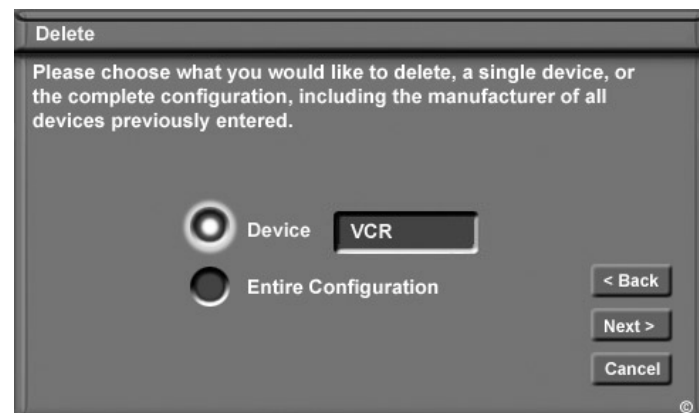 Delete
Please choose what you would like to delete, a single device, or
the complete configuration, including the manufacturer of all
devices previously entered.
Device VCR
Entire Configuration
< Back
Next >
Cancel
©